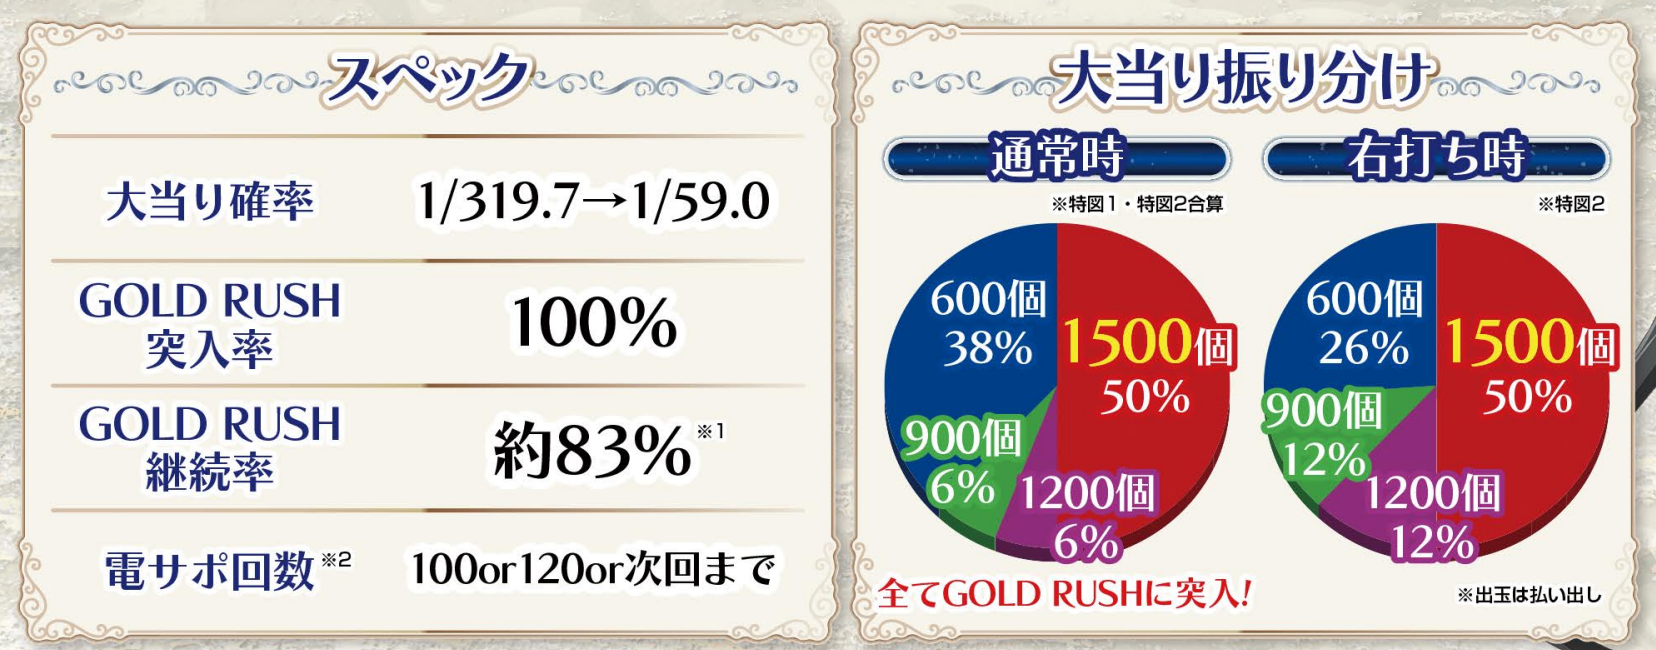 スペック
大当り確率
1/319.7→1/59.0
GOLD RUSH
突入率
100%
GOLD RUSH
継続率
約83%※1
電サポ回数※2
100or120or次回まで
大当り振り分け
通常時
※特図1・特図2合算
600個
38%
1500個
50%
900個
6%
1200個
6%
全てGOLD RUSHに突入!
右打ち時
※特図2
600個
26%
1500個
50%
900個
12%
1200個
12%
※出玉は払い出し